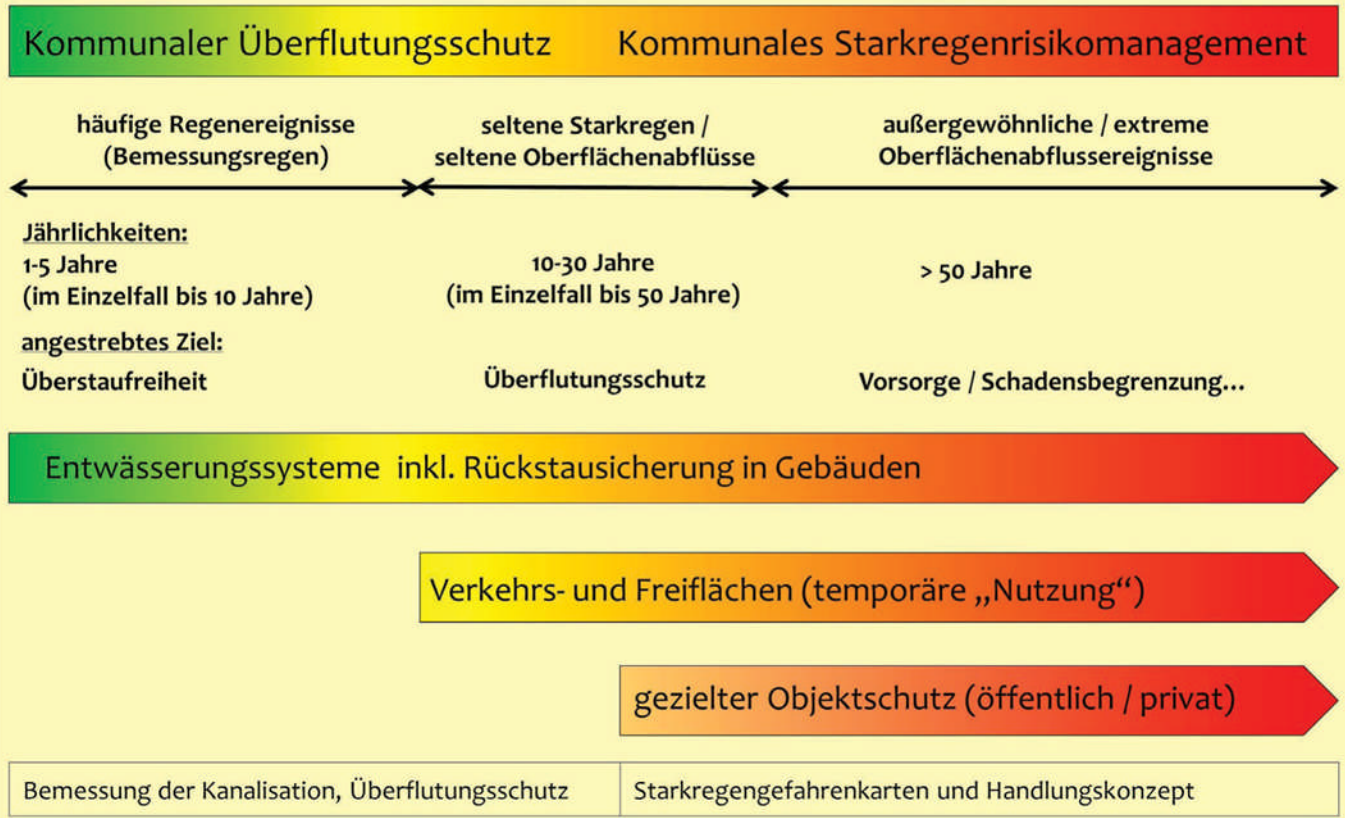 Kommunaler Überflutungsschutz Kommunales Starkregenrisikomanagement
häufige Regenereignisse
(Bemessungsregen)
seltene Starkregen /
seltene Oberflächenabflüsse
außergewöhnliche / extreme
Oberflächenabflussereignisse
Jährlichkeiten:
1-5 Jahre
(im Einzelfall bis 10 Jahre)
10-30 Jahre
(im Einzelfall bis 50 Jahre)
> 50 Jahre
angestrebtes Ziel:
Überstaufreiheit
Überflutungsschutz
Vorsorge / Schadensbegrenzung...
Entwässerungssysteme inkl. Rückstausicherung in Gebäuden
Verkehrs- und Freiflächen (temporäre „Nutzung“)
gezielter Objektschutz (öffentlich / privat)
Bemessung der Kanalisation, Überflutungsschutz
Starkregengefahrenkarten und Handlungskonzept